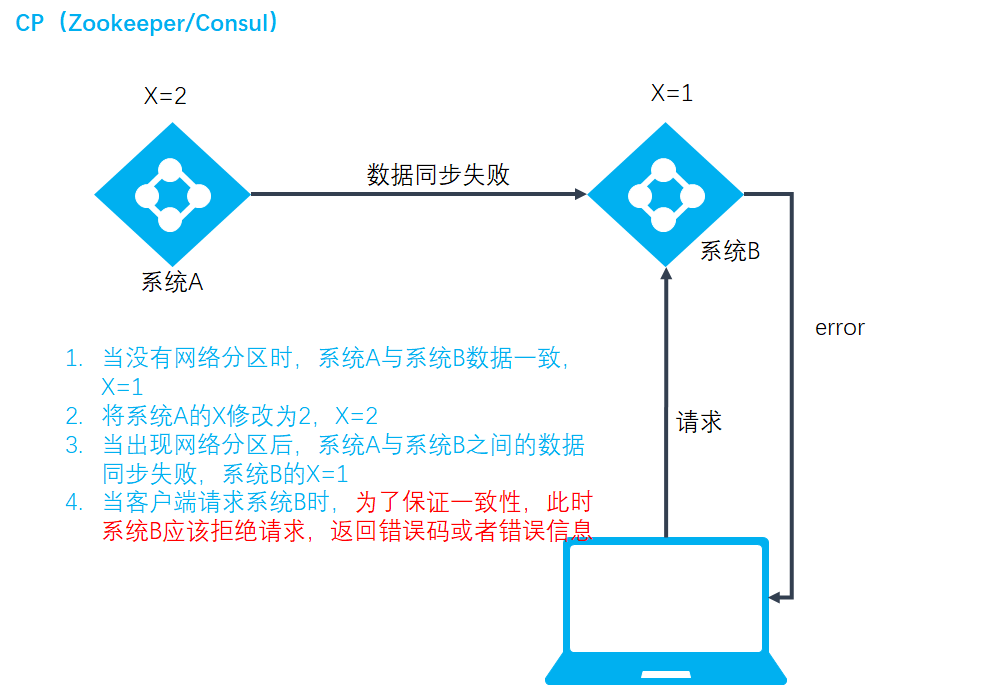 CP（Zookeeper/Consul）
X=2
X=1
数据同步失败
系统A
系统B
error
请求
1. 当没有网络分区时，系统A与系统B数据一致，
X=1
2. 将系统A的X修改为2，X=2
3. 当出现网络分区后，系统A与系统B之间的数据
同步失败，系统B的X=1
4. 当客户端请求系统B时，为了保证一致性，此时
系统B应该拒绝请求，返回错误码或者错误信息